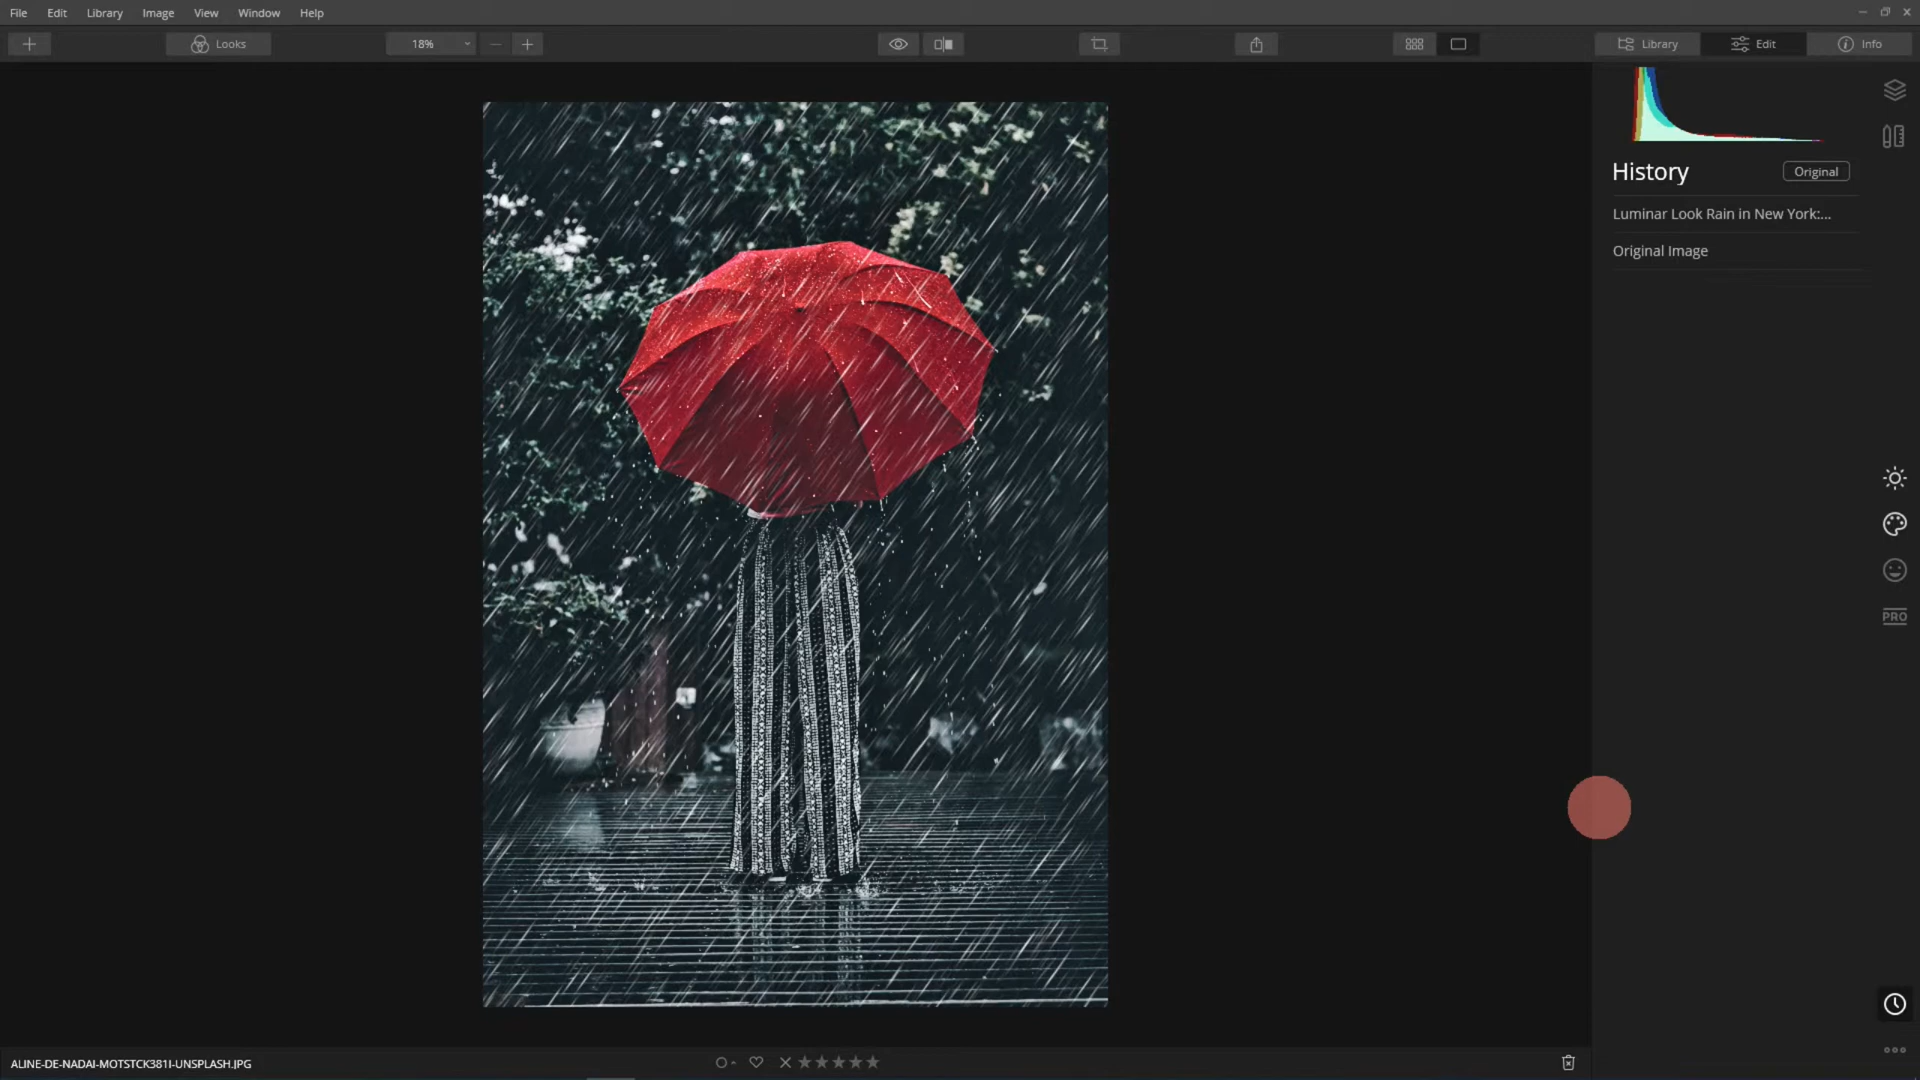 File Edit Library Image View Window Help
Looks 18% Library Edit Info
History Original
Luminar Look Rain in New York:...
Original Image
PRO
ALINE-DE-NADAI-MOTSTCK381I-UNSPLASH.JPG